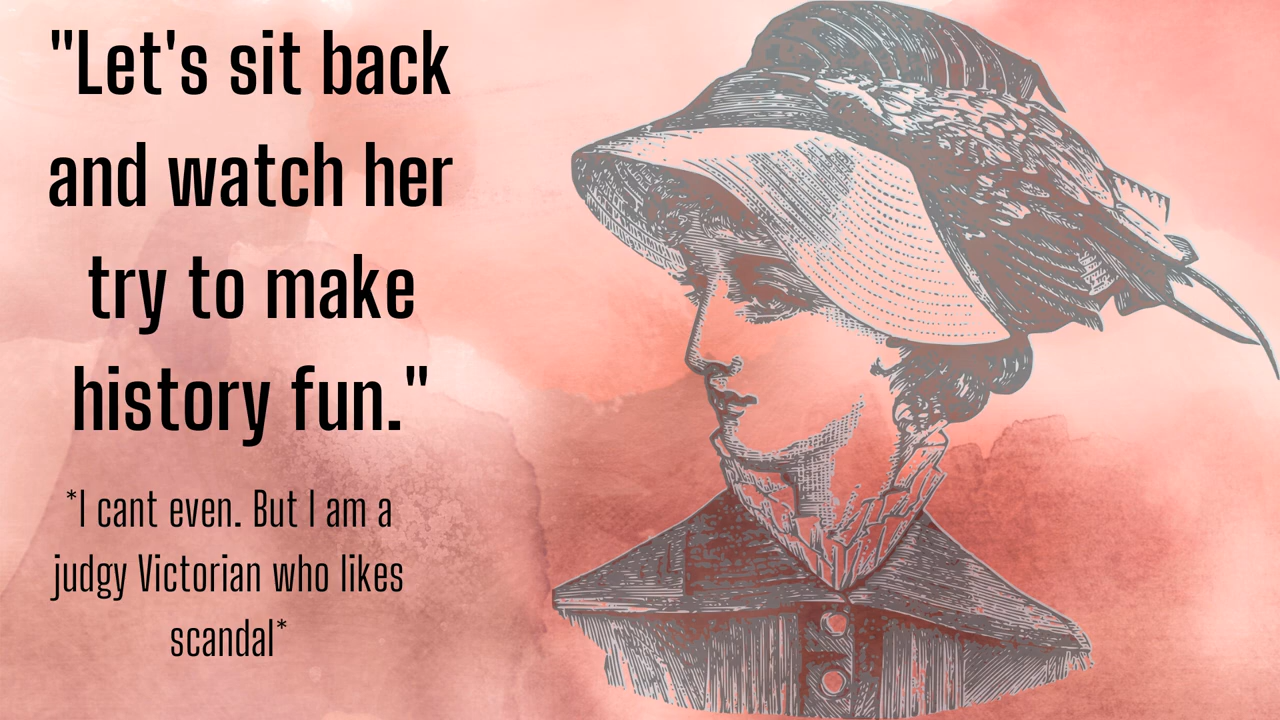 "Let's sit back
and watch her
try to make
history fun."
*I cant even. But I am a
judgy Victorian who likes
scandal*